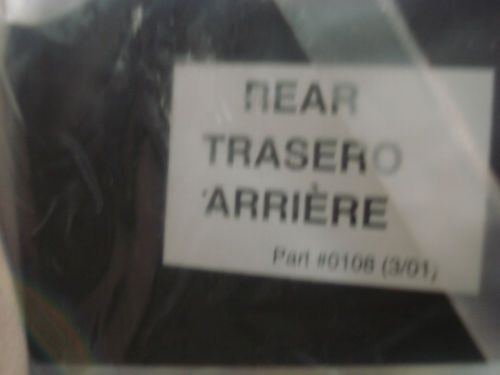 REAR
TRASERO
ARRIÈRE
Part #0108 (3/01)